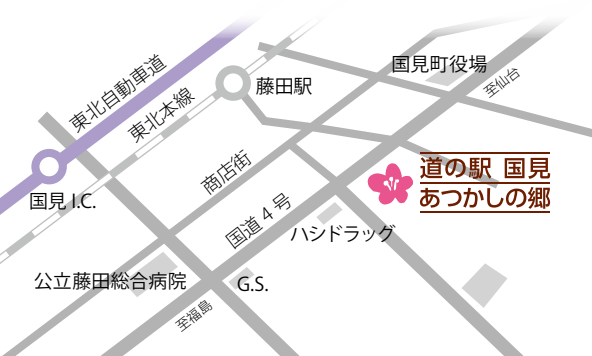 国見町役場
至仙台
東北自動車道
藤田駅
東北本線
道の駅 国見
あつかしの郷
商店街
国見 I.C.
国道 4 号
ハシドラッグ
公立藤田総合病院
G.S.
至福島